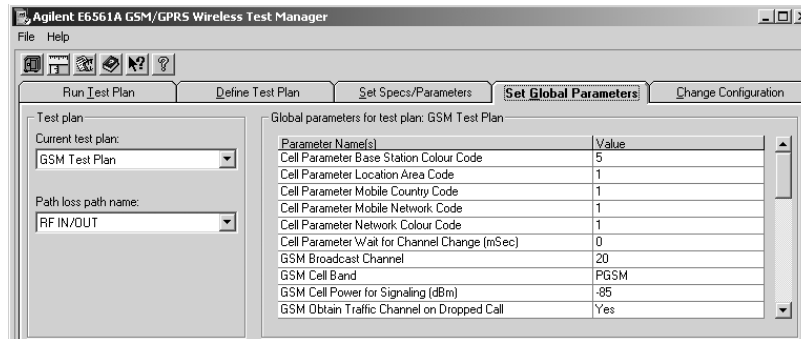 Agilent E6561A GSM/GPRS Wireless Test Manager
File Help
Run Test Plan Define Test Plan Set Specs/Parameters Set Global Parameters Change Configuration
Test plan
Current test plan:
GSM Test Plan
Path loss path name:
RF IN/OUT
Global parameters for test plan: GSM Test Plan
Parameter Name(s) Value
Cell Parameter Base Station Colour Code 5
Cell Parameter Location Area Code 1
Cell Parameter Mobile Country Code 1
Cell Parameter Mobile Network Code 1
Cell Parameter Network Colour Code 1
Cell Parameter Wait for Channel Change (mSec) 0
GSM Broadcast Channel 20
GSM Cell Band PGSM
GSM Cell Power for Signaling (dBm) -85
GSM Obtain Traffic Channel on Dropped Call Yes